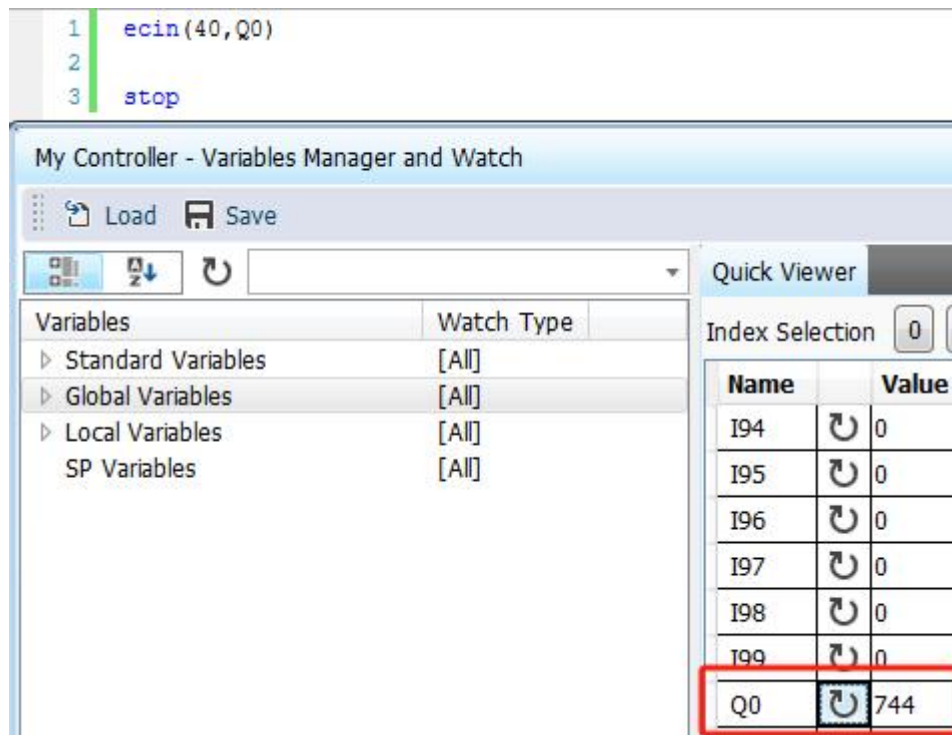 1 ecin(40,Q0)
2
3 stop
My Controller - Variables Manager and Watch
Load Save
Variables Watch Type
Standard Variables [All]
Global Variables [All]
Local Variables [All]
SP Variables [All]
Quick Viewer
Index Selection 0
Name Value
I94 0
I95 0
I96 0
I97 0
I98 0
I99 0
Q0 744